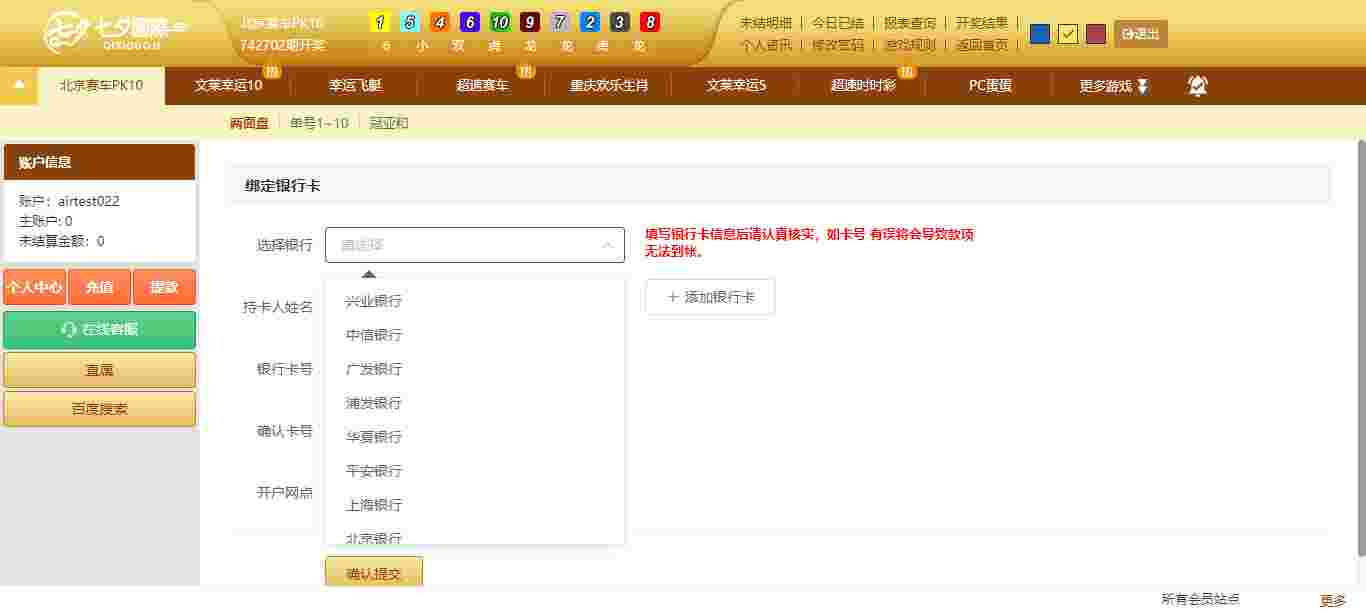 七夕国际
QIXIGUOJI
北京赛车PK10
742702期开奖
1 5 4 6 10 9 7 2 3 8
6 小 双 虎 龙 龙 虎 龙
未结明细 今日已结 报表查询 开奖结果
个人资讯 修改密码 游戏规则 返回首页
退出
北京赛车PK10 文莱幸运10 热 幸运飞艇 超速赛车 热 重庆欢乐生肖 文莱幸运5 超速时时彩 热 PC蛋蛋 更多游戏
两面盘 单号1~10 冠亚和
账户信息
账户：airtest022
主账户: 0
未结算金额：0
个人中心 充值 提款
在线客服
直属
百度搜索
绑定银行卡
选择银行
请选择
填写银行卡信息后请认真核实，如卡号 有误将会导致款项
无法到帐。
持卡人姓名
添加银行卡
银行卡号
确认卡号
开户网点
兴业银行
中信银行
广发银行
浦发银行
华夏银行
平安银行
上海银行
北京银行
确认提交
所有会员站点
更多